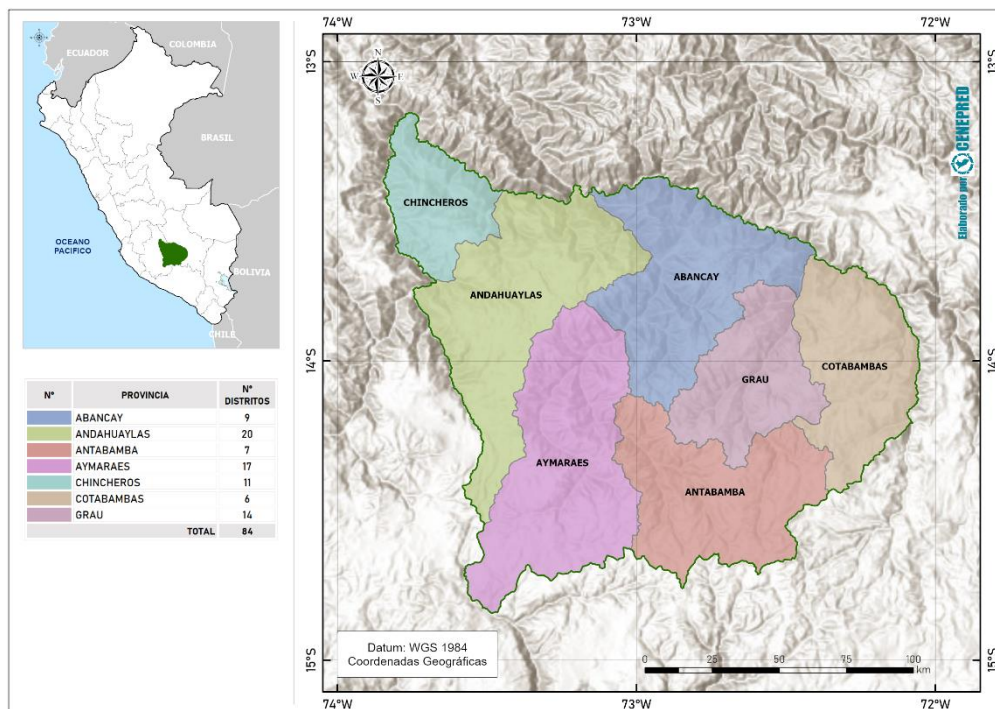 ECUADOR
COLOMBIA
BRASIL
OCEANO
PACIFICO
BOLIVIA
CHILE
N° PROVINCIA N° DISTRITOS
ABANCAY 9
ANDAHUAYLAS 20
ANTABAMBA 7
AYMARAES 17
CHINCHEROS 11
COTABAMBAS 6
GRAU 14
TOTAL 84
74°W 73°W 72°W
13°S 13°S
N
W E
S
Elaborado por: CENEPRED
CHINCHEROS
ABANCAY
ANDAHUAYLAS
14°S 14°S
COTABAMBAS
GRAU
AYMARAES
ANTABAMBA
Datum: WGS 1984
Coordenadas Geográficas
15°S 15°S
0 25 50 75 100
km
74°W 73°W 72°W